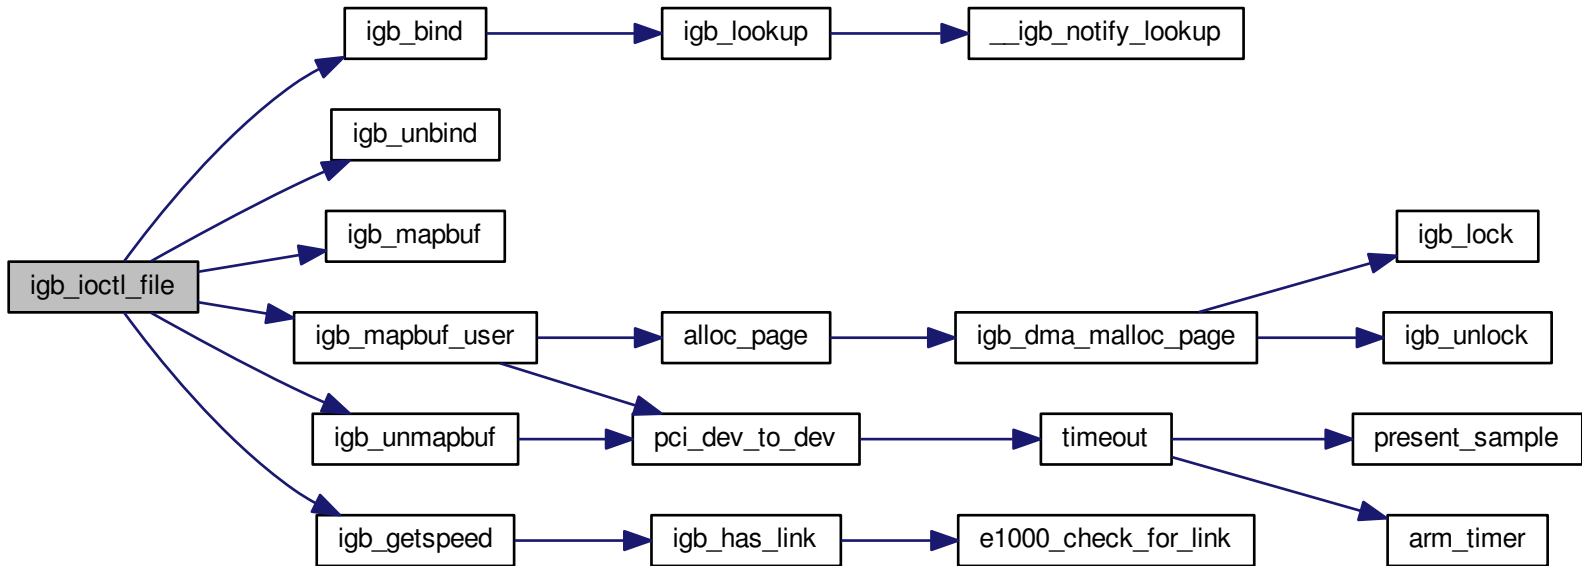 igb_bind
igb_lookup
__igb_notify_lookup
igb_unbind
igb_mapbuf
igb_lock
igb_ioctl_file
igb_mapbuf_user
alloc_page
igb_dma_malloc_page
igb_unlock
igb_unmapbuf
pci_dev_to_dev
timeout
present_sample
igb_getspeed
igb_has_link
e1000_check_for_link
arm_timer